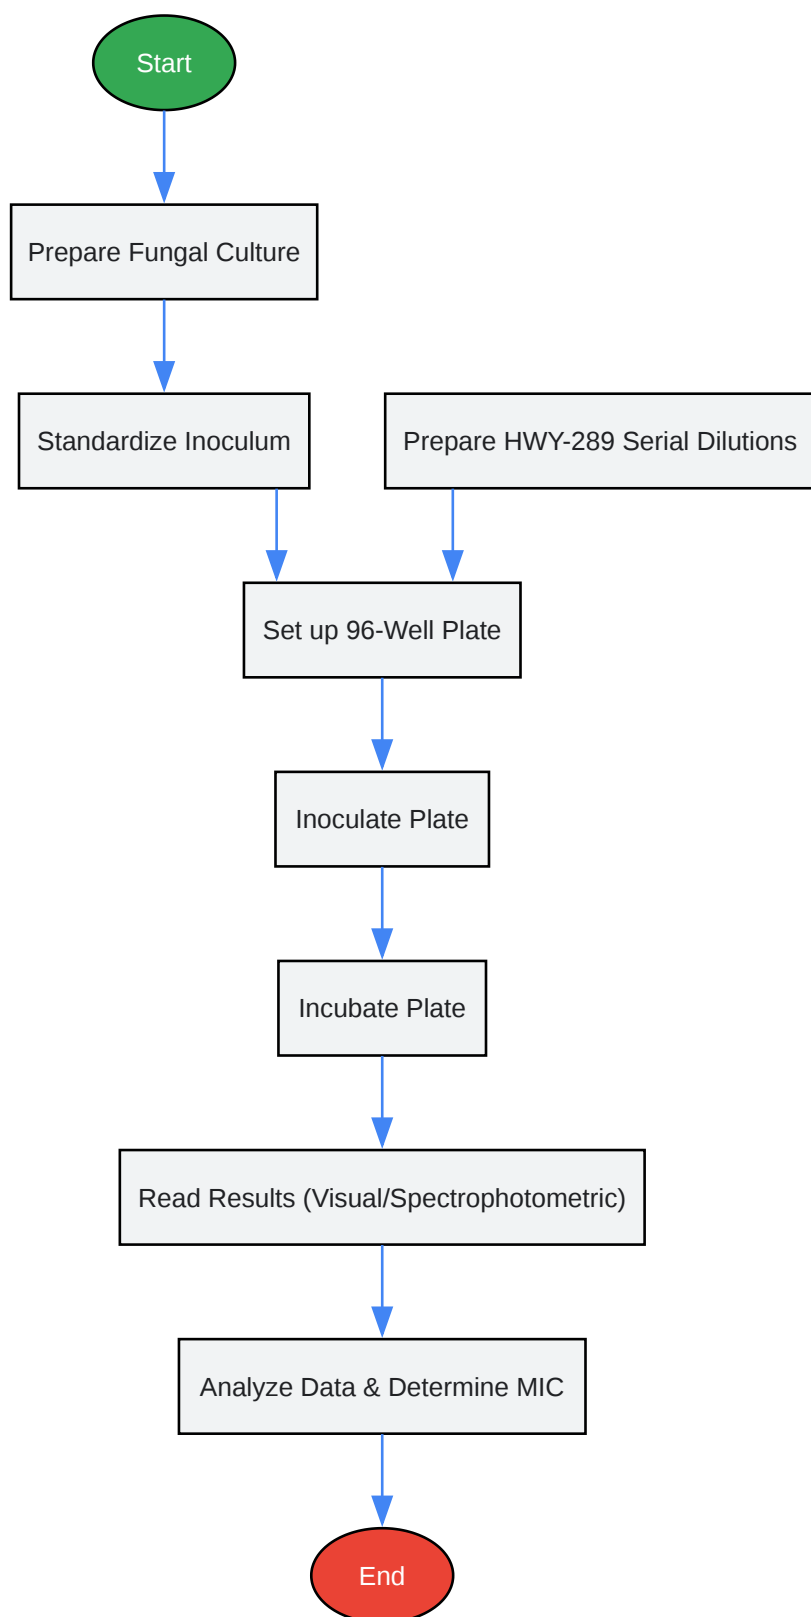 Start
Prepare Fungal Culture
Standardize Inoculum
Prepare HWY-289 Serial Dilutions
Set up 96-Well Plate
Inoculate Plate
Incubate Plate
Read Results (Visual/Spectrophotometric)
Analyze Data & Determine MIC
End